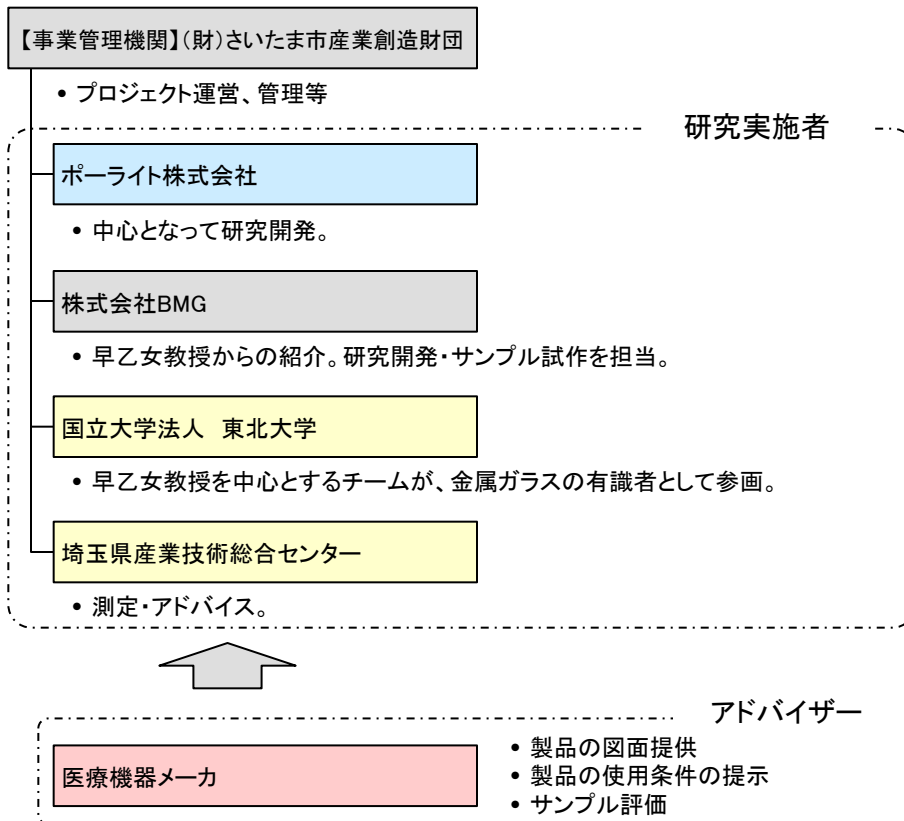 【事業管理機関】（財）さいたま市産業創造財団
• プロジェクト運営、管理等
研究実施者
ポーライト株式会社
• 中心となって研究開発。
株式会社BMG
• 早乙女教授からの紹介。研究開発・サンプル試作を担当。
国立大学法人　東北大学
• 早乙女教授を中心とするチームが、金属ガラスの有識者として参画。
埼玉県産業技術総合センター
• 測定・アドバイス。
アドバイザー
医療機器メーカ
• 製品の図面提供
• 製品の使用条件の提示
• サンプル評価